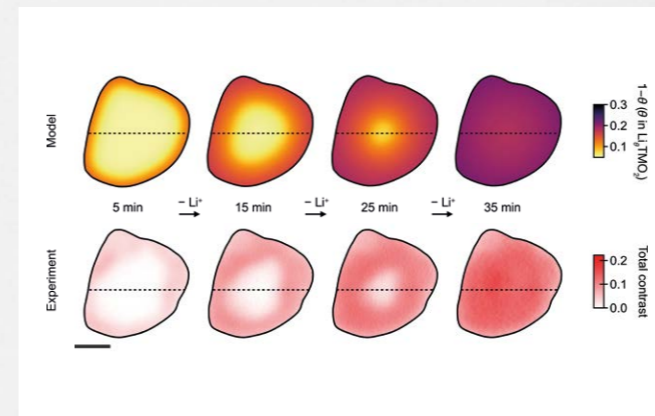 Model
0.3
0.2
0.1
1−θ (θ in LiθTMO₂)
5 min
− Li⁺
15 min
− Li⁺
25 min
− Li⁺
35 min
Experiment
0.2
0.1
0.0
Total contrast